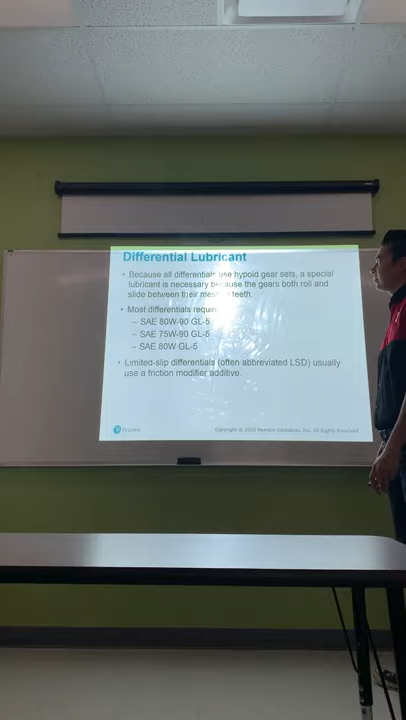 Differential Lubricant
• Because all differentials use hypoid gear sets, a special
lubricant is necessary because the gears both roll and
slide between their meshed teeth.
• Most differentials require
– SAE 80W-90 GL-5
– SAE 75W-90 GL-5
– SAE 80W GL-5
• Limited-slip differentials (often abbreviated LSD) usually
use a friction modifier additive.
Pearson
Copyright © 2020 Pearson Education, Inc. All Rights Reserved